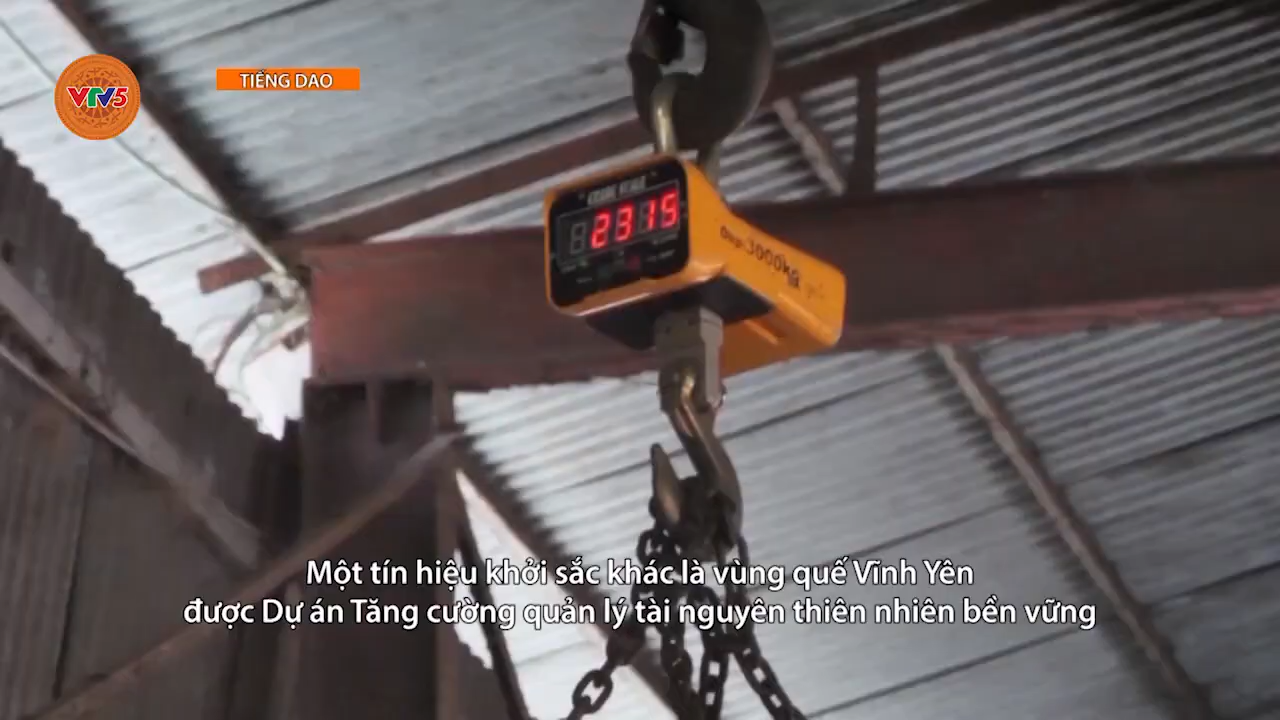 VTV5
TIẾNG DAO
2315
3000kg
Một tín hiệu khởi sắc khác là vùng quế Vĩnh Yên
được Dự án Tăng cường quản lý tài nguyên thiên nhiên bền vững